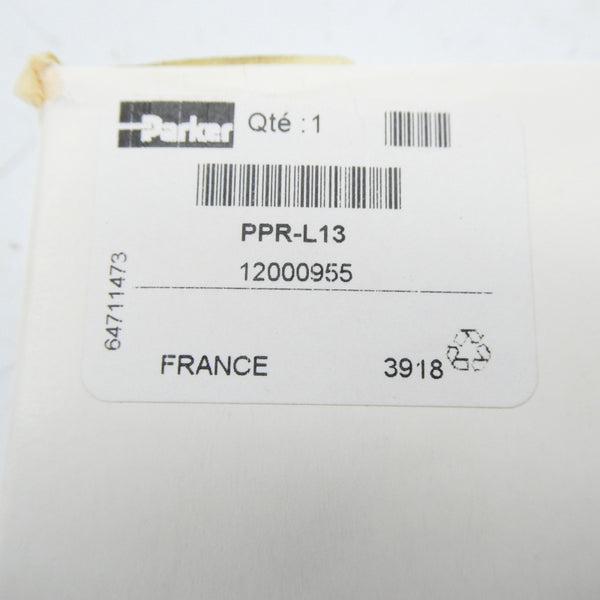 Parker Qté : 1
PPR-L13
12000955
64711473
FRANCE 3918